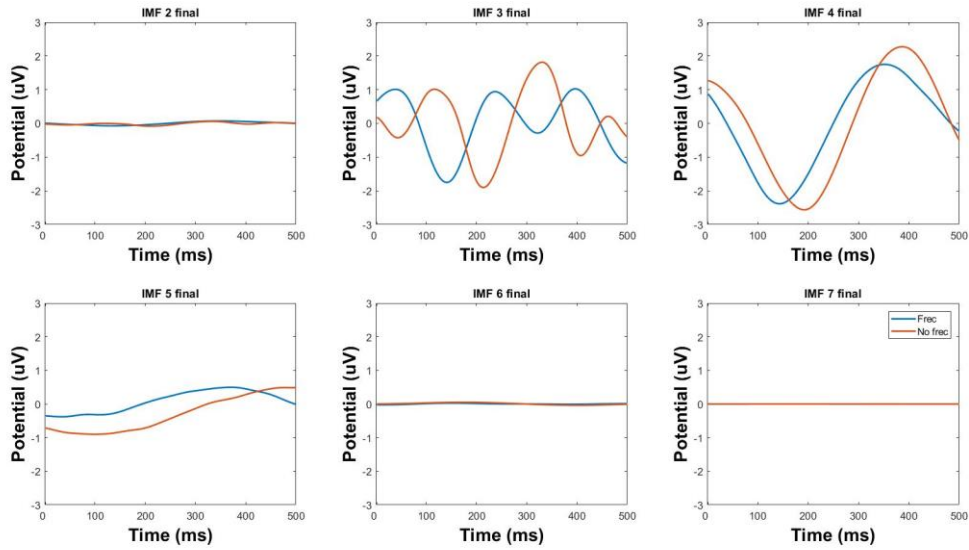 IMF 2 final
3
2
1
0
-1
-2
-3
Potential (uV)
0 100 200 300 400 500
Time (ms)
IMF 3 final
3
2
1
0
-1
-2
-3
Potential (uV)
0 100 200 300 400 500
Time (ms)
IMF 4 final
3
2
1
0
-1
-2
-3
Potential (uV)
0 100 200 300 400 500
Time (ms)
IMF 5 final
3
2
1
0
-1
-2
-3
Potential (uV)
0 100 200 300 400 500
Time (ms)
IMF 6 final
3
2
1
0
-1
-2
-3
Potential (uV)
0 100 200 300 400 500
Time (ms)
IMF 7 final
3
2
1
0
-1
-2
-3
Potential (uV)
Frec
No frec
0 100 200 300 400 500
Time (ms)